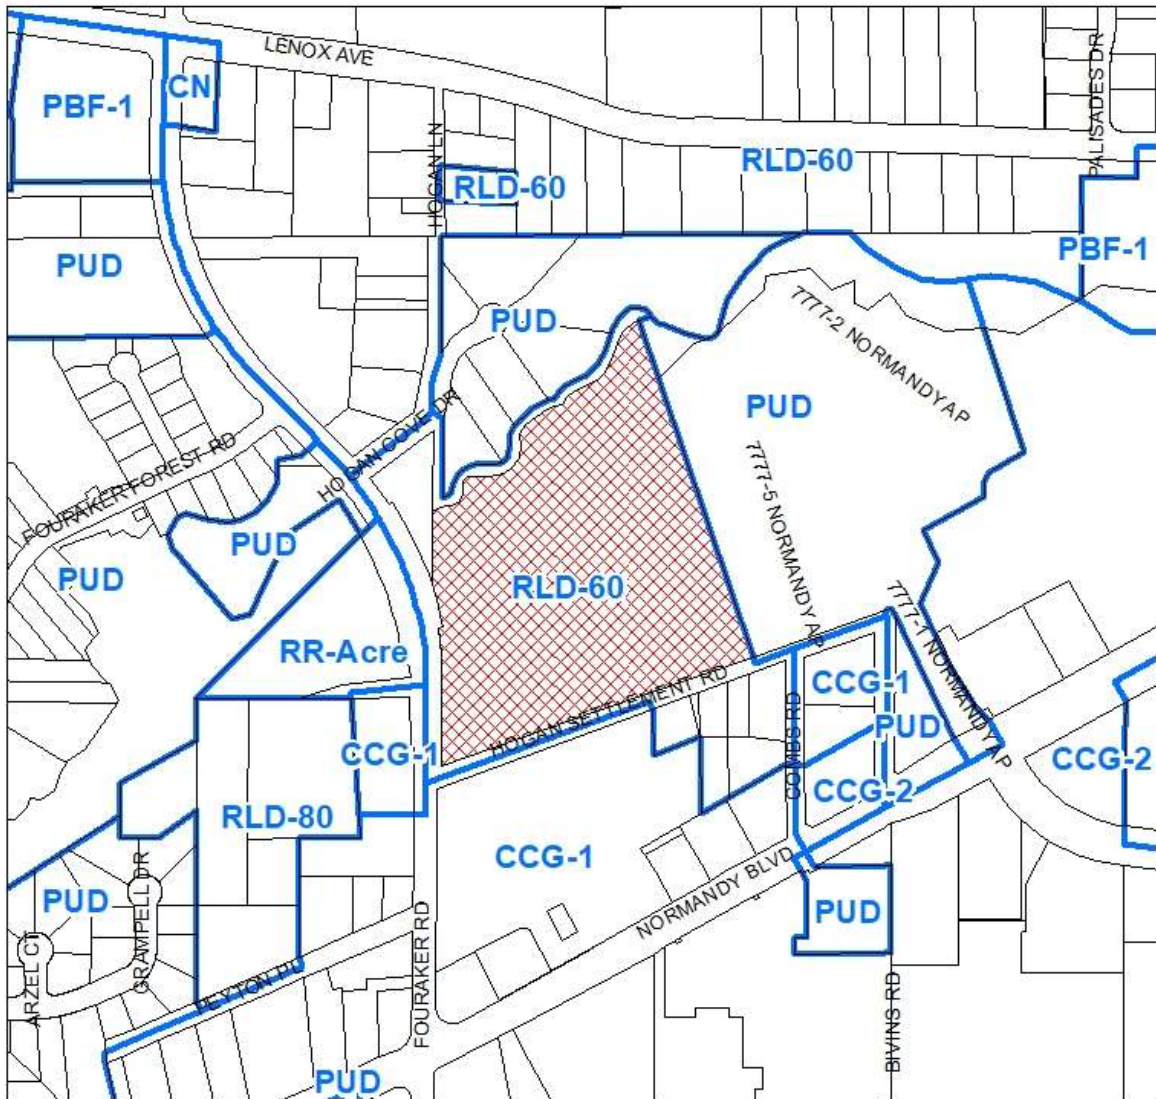 LENOX AVE
PALISADES DR
CN
PBF-1
HOGAN LN
RLD-60
RLD-60
PBF-1
PUD
PUD
7777-2 NORMANDY AP
PUD
HOGAN COVE DR
FOURAKER FOREST RD
7777-5 NORMANDY AP
PUD
PUD
RLD-60
7777-1 NORMANDY AP
RR-Acre
CCG-1
HOGAN SETTLEMENT RD
PUD
CCG-1
COMBS RD
CCG-2
CCG-2
RLD-80
CCG-1
NORMANDY BLVD
PUD
GRAMPELL DR
PUD
ARZEL CT
FOURAKER RD
PEYTON PL
BIVINS RD
PUD